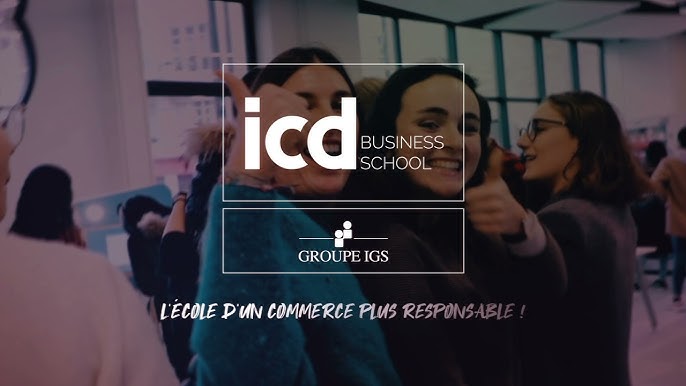 icd
BUSINESS
SCHOOL
GROUPE IGS
L'ÉCOLE D'UN COMMERCE PLUS RESPONSABLE !